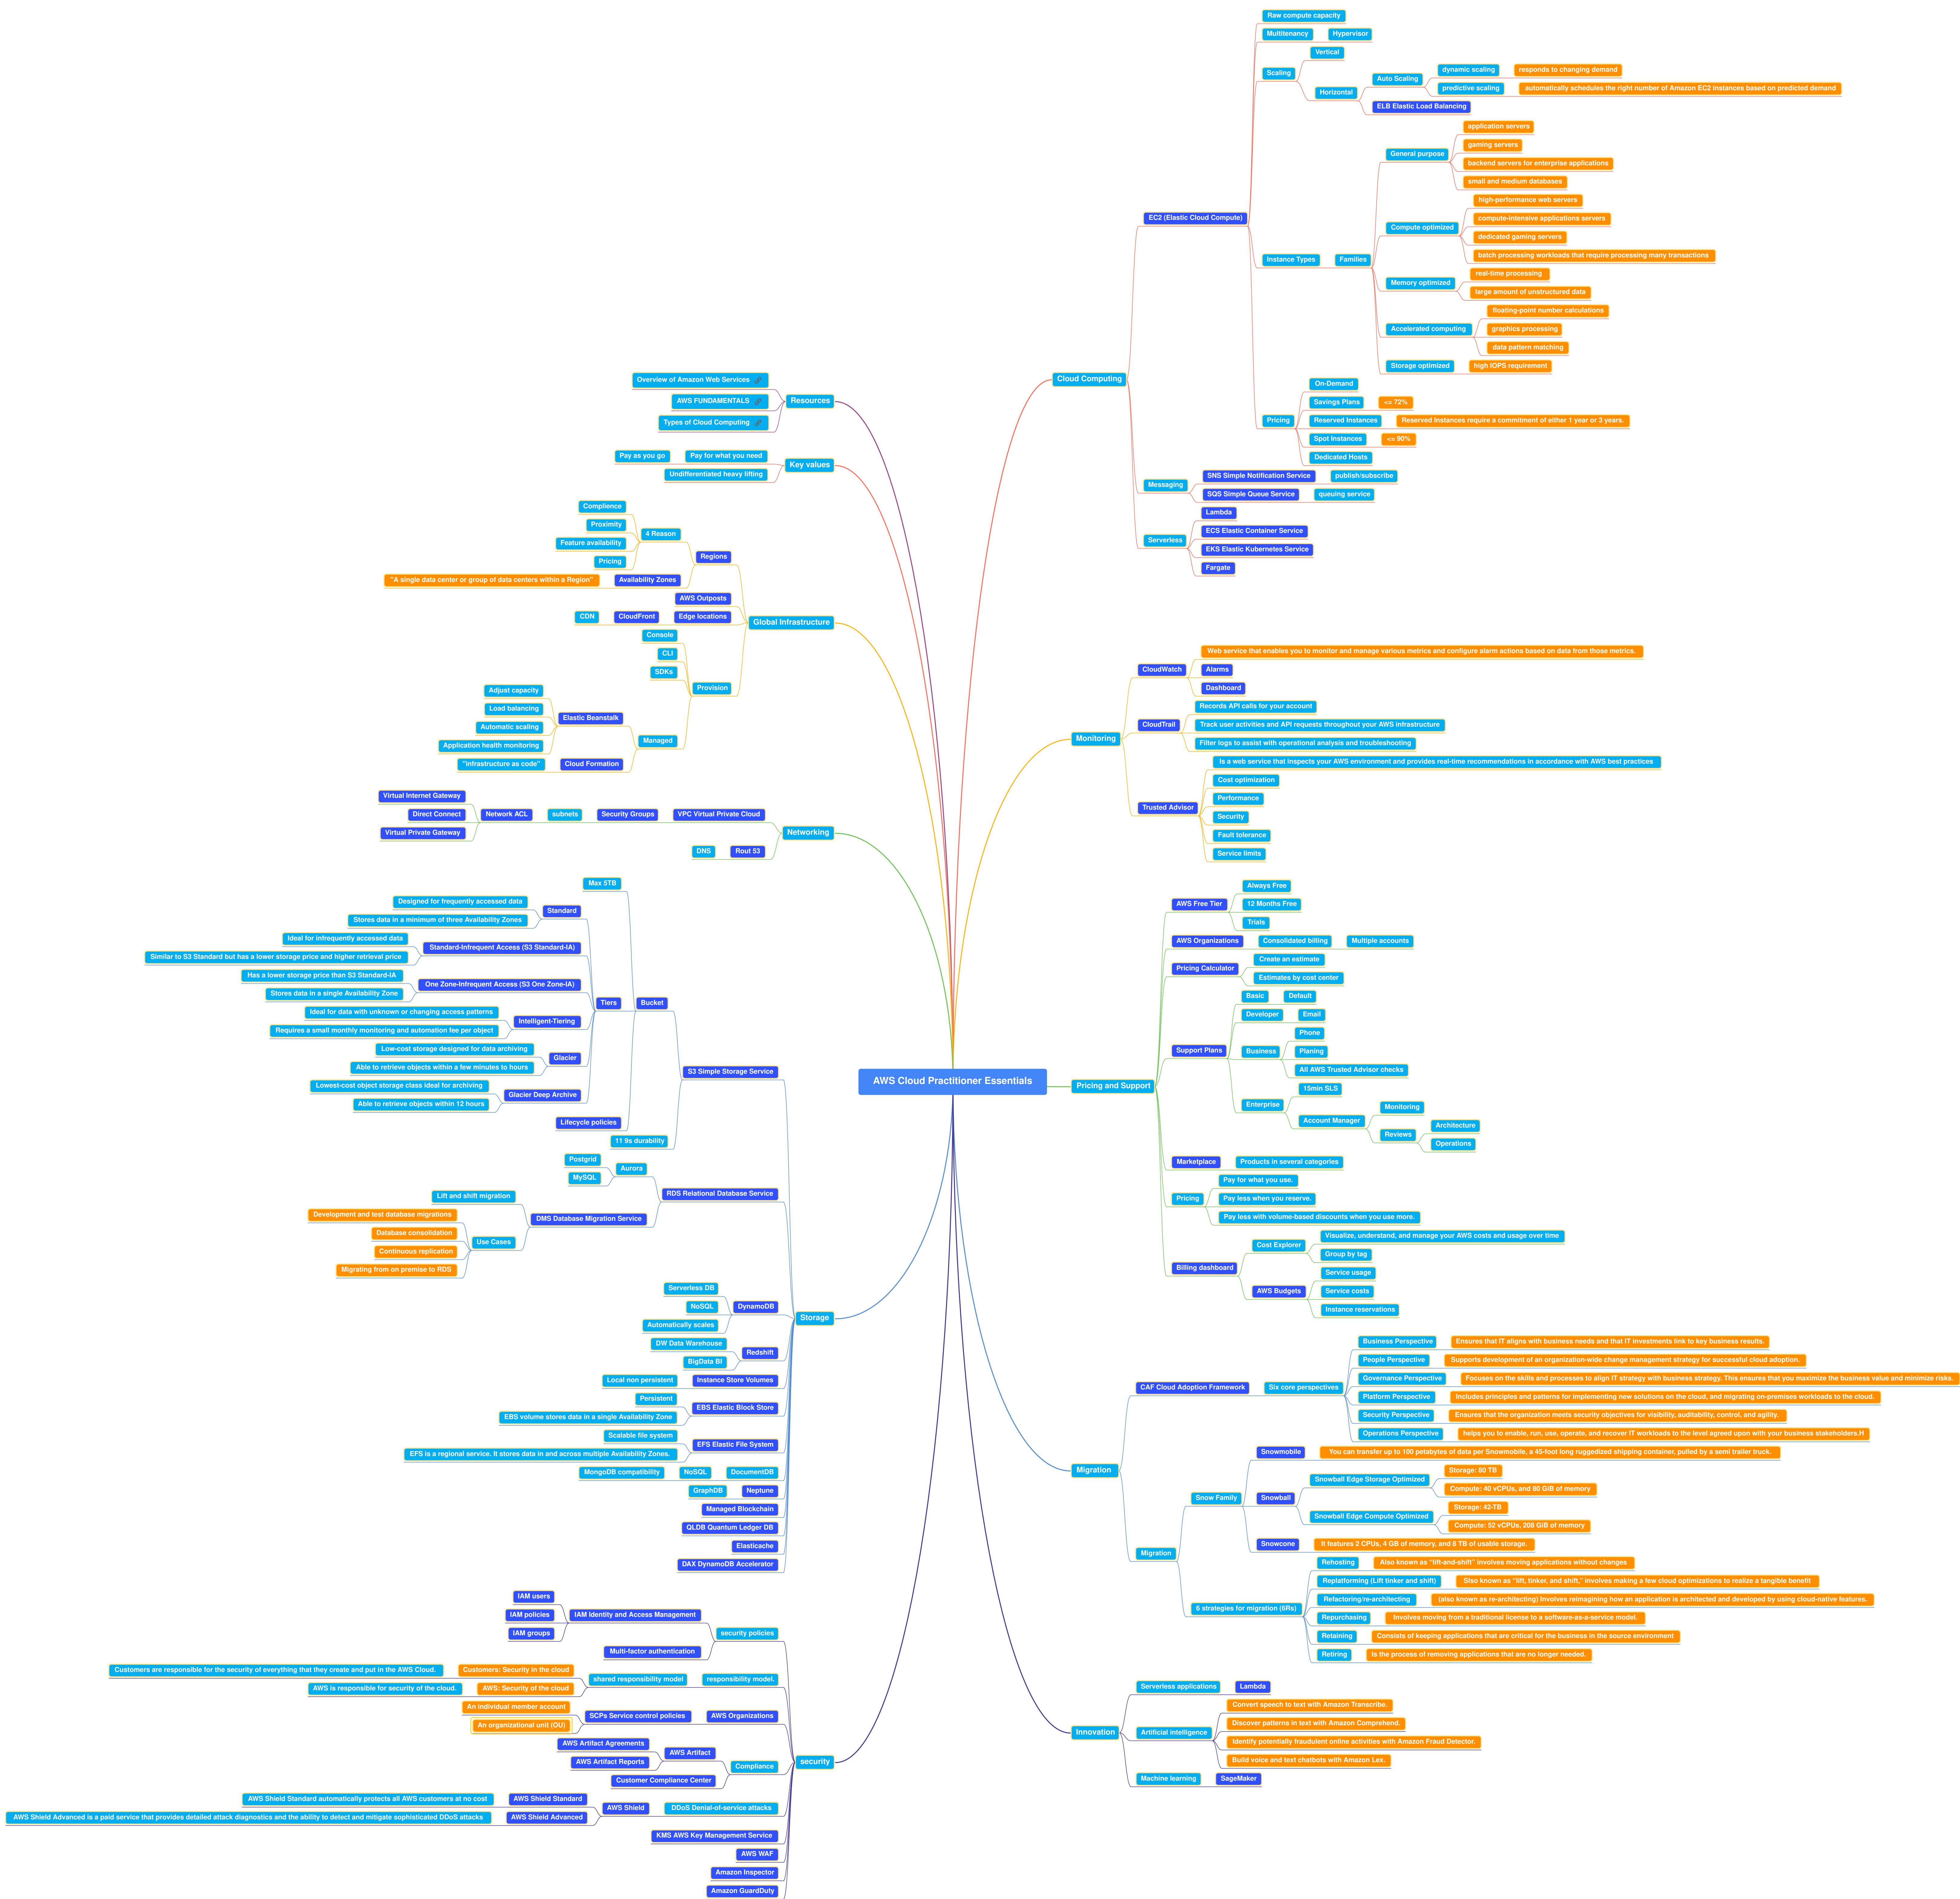 AWS Cloud Practitioner Essentials
Cloud Computing
EC2 (Elastic Cloud Compute)
Raw compute capacity
Multitenancy
Hypervisor
Scaling
Vertical
Horizontal
Auto Scaling
dynamic scaling
responds to changing demand
predictive scaling
automatically schedules the right number of Amazon EC2 instances based on predicted demand
ELB Elastic Load Balancing
Instance Types
Families
General purpose
application servers
gaming servers
backend servers for enterprise applications
small and medium databases
Compute optimized
high-performance web servers
compute-intensive applications servers
dedicated gaming servers
batch processing workloads that require processing many transactions
Memory optimized
real-time processing
large amount of unstructured data
Accelerated computing
floating-point number calculations
graphics processing
data pattern matching
Storage optimized
high IOPS requirement
Pricing
On-Demand
Savings Plans
<= 72%
Reserved Instances
Reserved Instances require a commitment of either 1 year or 3 years.
Spot Instances
<= 90%
Dedicated Hosts
Messaging
SNS Simple Notification Service
publish/subscribe
SQS Simple Queue Service
queuing service
Serverless
Lambda
ECS Elastic Container Service
EKS Elastic Kubernetes Service
Fargate
Monitoring
CloudWatch
Web service that enables you to monitor and manage various metrics and configure alarm actions based on data from those metrics.
Alarms
Dashboard
CloudTrail
Records API calls for your account
Track user activities and API requests throughout your AWS infrastructure
Filter logs to assist with operational analysis and troubleshooting
Trusted Advisor
Is a web service that inspects your AWS environment and provides real-time recommendations in accordance with AWS best practices
Cost optimization
Performance
Security
Fault tolerance
Service limits
Pricing and Support
AWS Free Tier
Always Free
12 Months Free
Trials
AWS Organizations
Consolidated billing
Multiple accounts
Pricing Calculator
Create an estimate
Estimates by cost center
Support Plans
Basic
Default
Developer
Email
Business
Phone
Planing
All AWS Trusted Advisor checks
Enterprise
15min SLS
Account Manager
Monitoring
Reviews
Architecture
Operations
Marketplace
Products in several categories
Pricing
Pay for what you use.
Pay less when you reserve.
Pay less with volume-based discounts when you use more.
Billing dashboard
Cost Explorer
Visualize, understand, and manage your AWS costs and usage over time
Group by tag
AWS Budgets
Service usage
Service costs
Instance reservations
Migration
CAF Cloud Adoption Framework
Six core perspectives
Business Perspective
Ensures that IT aligns with business needs and that IT investments link to key business results.
People Perspective
Supports development of an organization-wide change management strategy for successful cloud adoption.
Governance Perspective
Focuses on the skills and processes to align IT strategy with business strategy. This ensures that you maximize the business value and minimize risks.
Platform Perspective
Includes principles and patterns for implementing new solutions on the cloud, and migrating on-premises workloads to the cloud.
Security Perspective
Ensures that the organization meets security objectives for visibility, auditability, control, and agility.
Operations Perspective
helps you to enable, run, use, operate, and recover IT workloads to the level agreed upon with your business stakeholders.H
Migration
Snow Family
Snowmobile
You can transfer up to 100 petabytes of data per Snowmobile, a 45-foot long ruggedized shipping container, pulled by a semi trailer truck.
Snowball
Snowball Edge Storage Optimized
Storage: 80 TB
Compute: 40 vCPUs, and 80 GiB of memory
Snowball Edge Compute Optimized
Storage: 42-TB
Compute: 52 vCPUs, 208 GiB of memory
Snowcone
It features 2 CPUs, 4 GB of memory, and 8 TB of usable storage.
6 strategies for migration (6Rs)
Rehosting
Also known as "lift-and-shift" involves moving applications without changes
Replatforming (Lift tinker and shift)
Slso known as "lift, tinker, and shift," involves making a few cloud optimizations to realize a tangible benefit
Refactoring/re-architecting
(also known as re-architecting) Involves reimagining how an application is architected and developed by using cloud-native features.
Repurchasing
Involves moving from a traditional license to a software-as-a-service model.
Retaining
Consists of keeping applications that are critical for the business in the source environment
Retiring
Is the process of removing applications that are no longer needed.
Innovation
Serverless applications
Lambda
Artificial intelligence
Convert speech to text with Amazon Transcribe.
Discover patterns in text with Amazon Comprehend.
Identify potentially fraudulent online activities with Amazon Fraud Detector.
Build voice and text chatbots with Amazon Lex.
Machine learning
SageMaker
Resources
Overview of Amazon Web Services
AWS FUNDAMENTALS
Types of Cloud Computing
Key values
Pay for what you need
Pay as you go
Undifferentiated heavy lifting
Global Infrastructure
Regions
4 Reason
Complience
Proximity
Feature availability
Pricing
Availability Zones
"A single data center or group of data centers within a Region"
AWS Outposts
Edge locations
CloudFront
CDN
Provision
Console
CLI
SDKs
Managed
Elastic Beanstalk
Adjust capacity
Load balancing
Automatic scaling
Application health monitoring
Cloud Formation
"infrastructure as code"
Networking
VPC Virtual Private Cloud
Security Groups
subnets
Network ACL
Virtual Internet Gateway
Direct Connect
Virtual Private Gateway
Rout 53
DNS
Storage
S3 Simple Storage Service
Bucket
Max 5TB
Tiers
Standard
Designed for frequently accessed data
Stores data in a minimum of three Availability Zones
Standard-Infrequent Access (S3 Standard-IA)
Ideal for infrequently accessed data
Similar to S3 Standard but has a lower storage price and higher retrieval price
One Zone-Infrequent Access (S3 One Zone-IA)
Has a lower storage price than S3 Standard-IA
Stores data in a single Availability Zone
Intelligent-Tiering
Ideal for data with unknown or changing access patterns
Requires a small monthly monitoring and automation fee per object
Glacier
Low-cost storage designed for data archiving
Able to retrieve objects within a few minutes to hours
Glacier Deep Archive
Lowest-cost object storage class ideal for archiving
Able to retrieve objects within 12 hours
Lifecycle policies
11 9s durability
RDS Relational Database Service
Aurora
Postgrid
MySQL
DMS Database Migration Service
Lift and shift migration
Use Cases
Development and test database migrations
Database consolidation
Continuous replication
Migrating from on premise to RDS
DynamoDB
Serverless DB
NoSQL
Automatically scales
Redshift
DW Data Warehouse
BigData BI
Instance Store Volumes
Local non persistent
EBS Elastic Block Store
Persistent
EBS volume stores data in a single Availability Zone
EFS Elastic File System
Scalable file system
EFS is a regional service. It stores data in and across multiple Availability Zones.
DocumentDB
NoSQL
MongoDB compatibility
Neptune
GraphDB
Managed Blockchain
QLDB Quantum Ledger DB
Elasticache
DAX DynamoDB Accelerator
security
security policies
IAM Identity and Access Management
IAM users
IAM policies
IAM groups
Multi-factor authentication
responsibility model.
shared responsibility model
Customers: Security in the cloud
Customers are responsible for the security of everything that they create and put in the AWS Cloud.
AWS: Security of the cloud
AWS is responsible for security of the cloud.
AWS Organizations
SCPs Service control policies
An individual member account
An organizational unit (OU)
Compliance
AWS Artifact
AWS Artifact Agreements
AWS Artifact Reports
Customer Compliance Center
DDoS Denial-of-service attacks
AWS Shield
AWS Shield Standard
AWS Shield Standard automatically protects all AWS customers at no cost
AWS Shield Advanced
AWS Shield Advanced is a paid service that provides detailed attack diagnostics and the ability to detect and mitigate sophisticated DDoS attacks
KMS AWS Key Management Service
AWS WAF
Amazon Inspector
Amazon GuardDuty